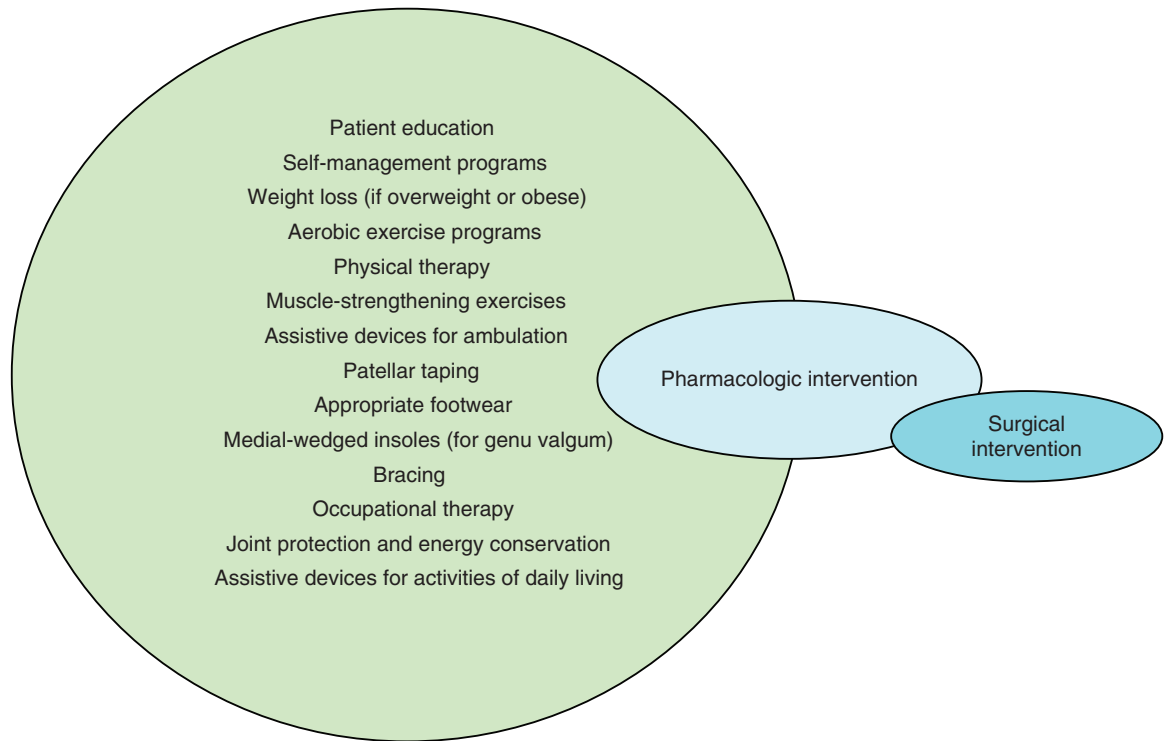 Patient education
Self-management programs
Weight loss (if overweight or obese)
Aerobic exercise programs
Physical therapy
Muscle-strengthening exercises
Assistive devices for ambulation
Patellar taping
Appropriate footwear
Medial-wedged insoles (for genu valgum)
Bracing
Occupational therapy
Joint protection and energy conservation
Assistive devices for activities of daily living
Pharmacologic intervention
Surgical
intervention